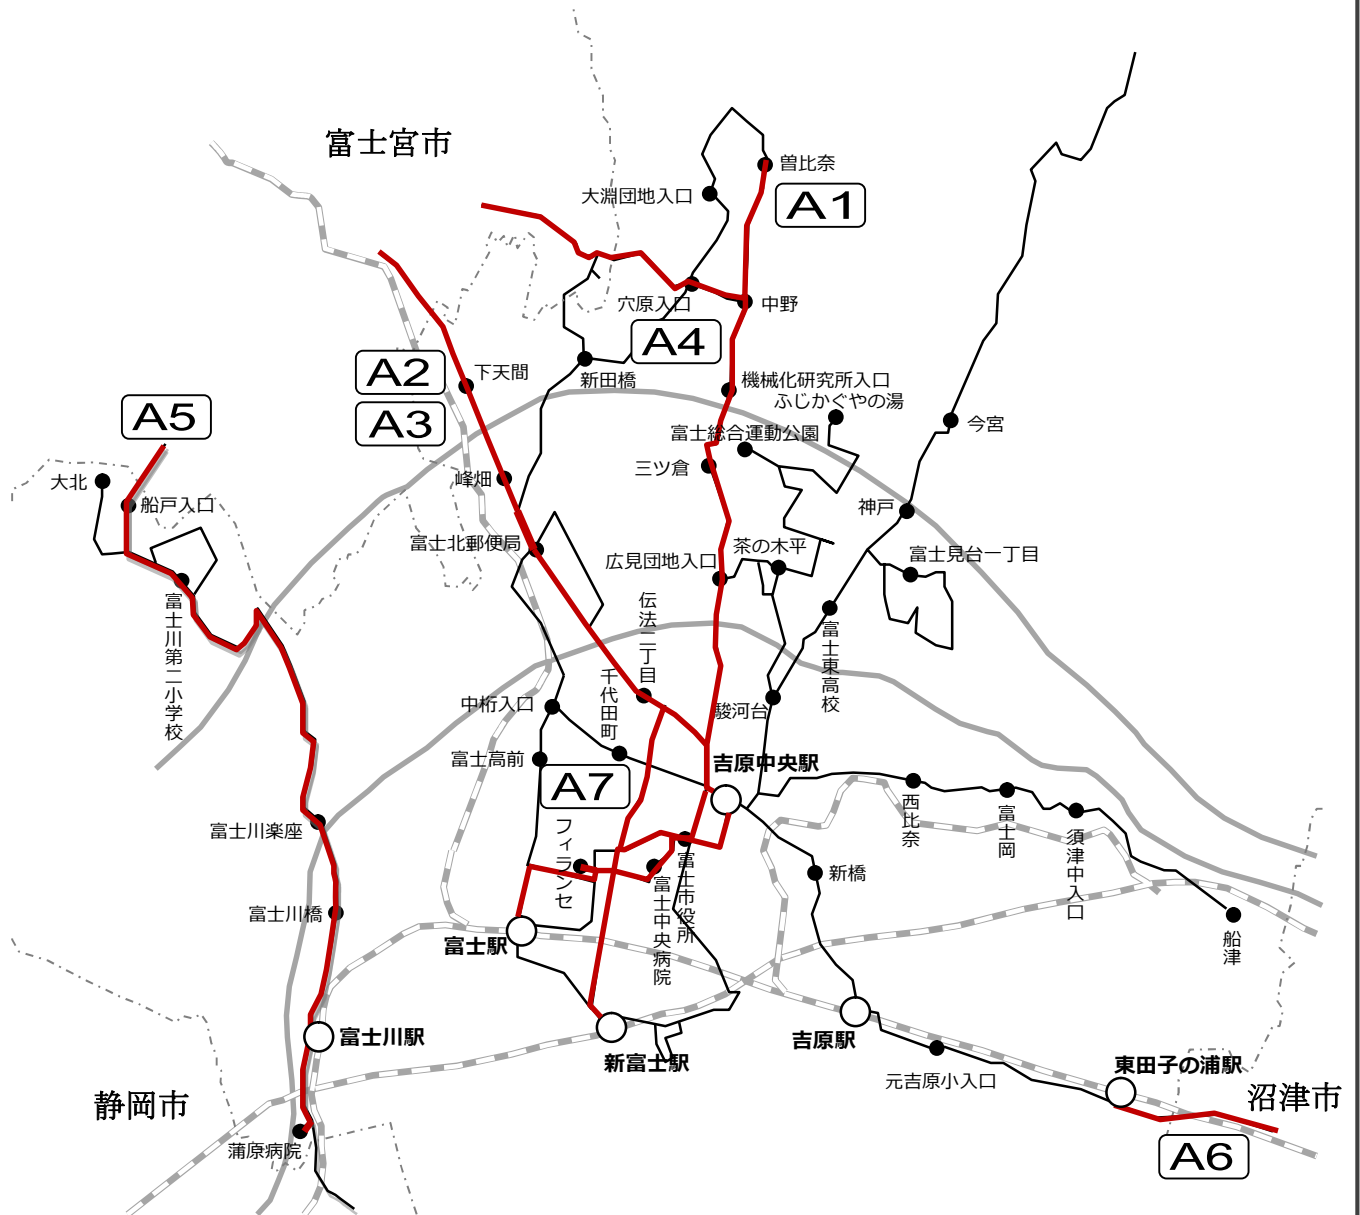 富士宮市
曽比奈
大淵団地入口
A1
穴原入口
中野
A4
下天間
A2
新田橋
機械化研究所入口
ふじかぐやの湯
A5
A3
今宮
富士総合運動公園
三ツ倉
大北
峰畑
船戸入口
神戸
富士北郵便局
茶の木平
広見団地入口
富士見台一丁目
富士川第二小学校
伝法二丁目
富士東高校
千代田町
中桁入口
駿河台
富士高前
吉原中央駅
A7
西比奈
富士岡
須津中入口
富士川楽座
フィランセ
富士市役所
富士中央病院
新橋
富士川橋
富士駅
船津
富士川駅
吉原駅
新富士駅
東田子の浦駅
元吉原小入口
静岡市
沼津市
蒲原病院
A6